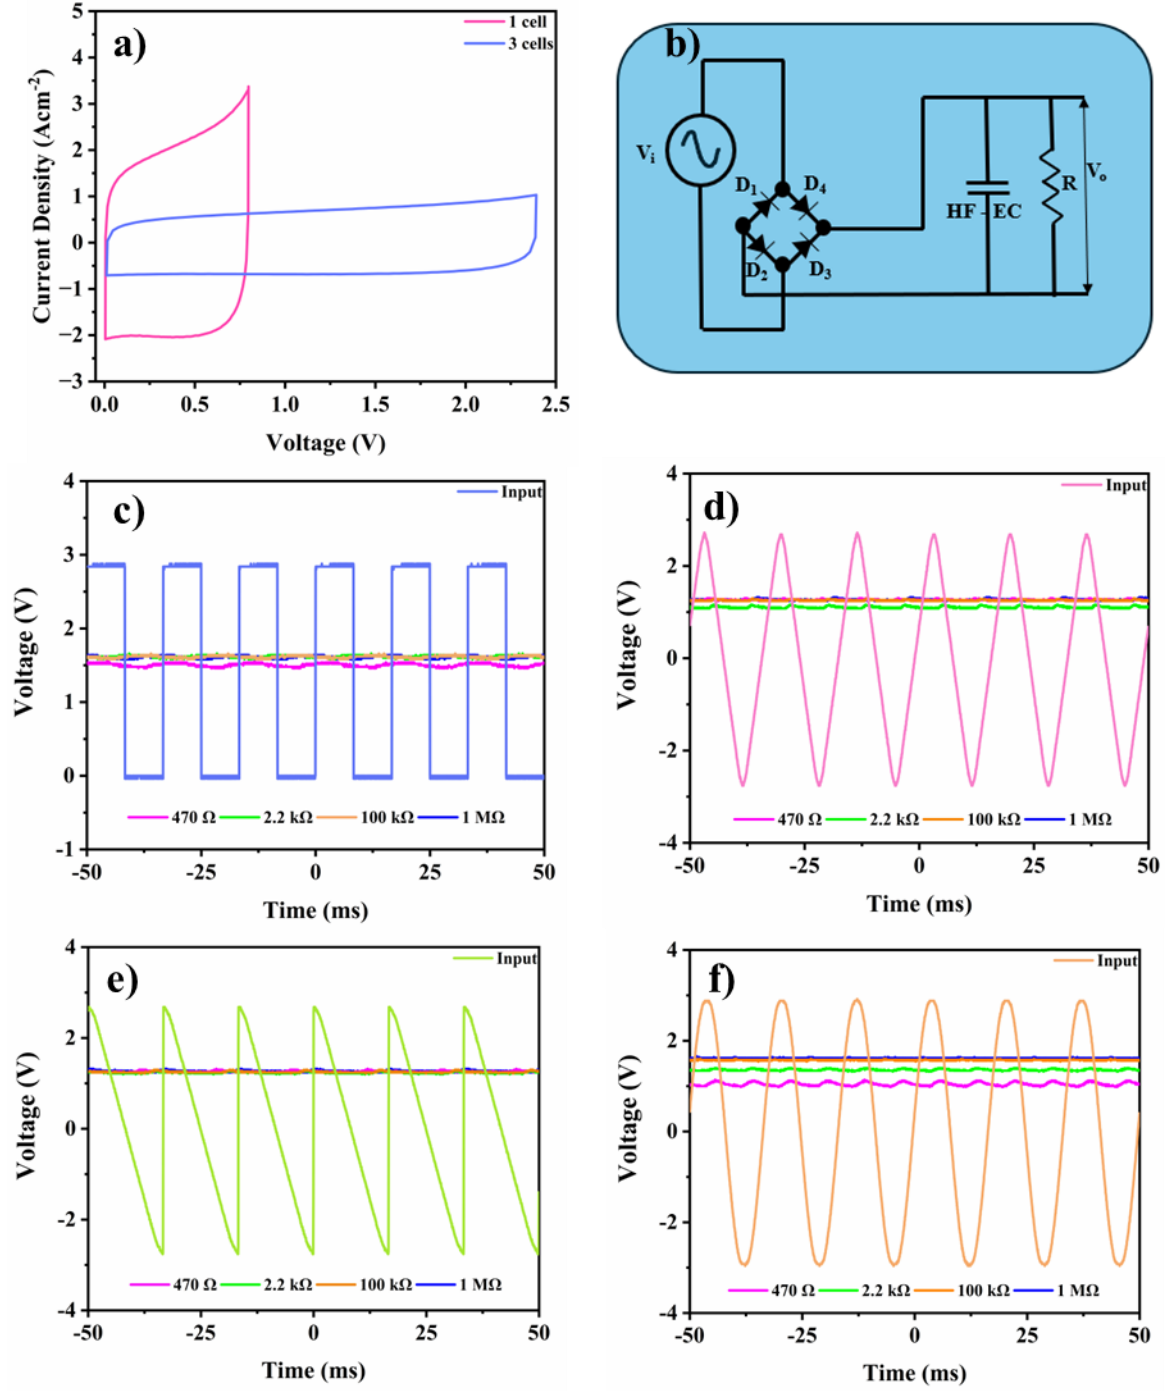 a)
1 cell
3 cells
5
4
3
2
1
0
−1
−2
−3
0.0 0.5 1.0 1.5 2.0 2.5
Current Density (Acm⁻²)
Voltage (V)
b)
Vᵢ
D₁
D₄
D₂
D₃
HF - EC
R
Vₒ
c)
Input
4
3
2
1
0
-1
470 Ω 2.2 kΩ 100 kΩ 1 MΩ
-50 -25 0 25 50
Voltage (V)
Time (ms)
d)
Input
4
2
0
-2
-4
470 Ω 2.2 kΩ 100 kΩ 1 MΩ
-50 -25 0 25 50
Voltage (V)
Time (ms)
e)
Input
4
2
0
-2
-4
470 Ω 2.2 kΩ 100 kΩ 1 MΩ
-50 -25 0 25 50
Voltage (V)
Time (ms)
f)
Input
4
2
0
-2
-4
470 Ω 2.2 kΩ 100 kΩ 1 MΩ
-50 -25 0 25 50
Voltage (V)
Time (ms)